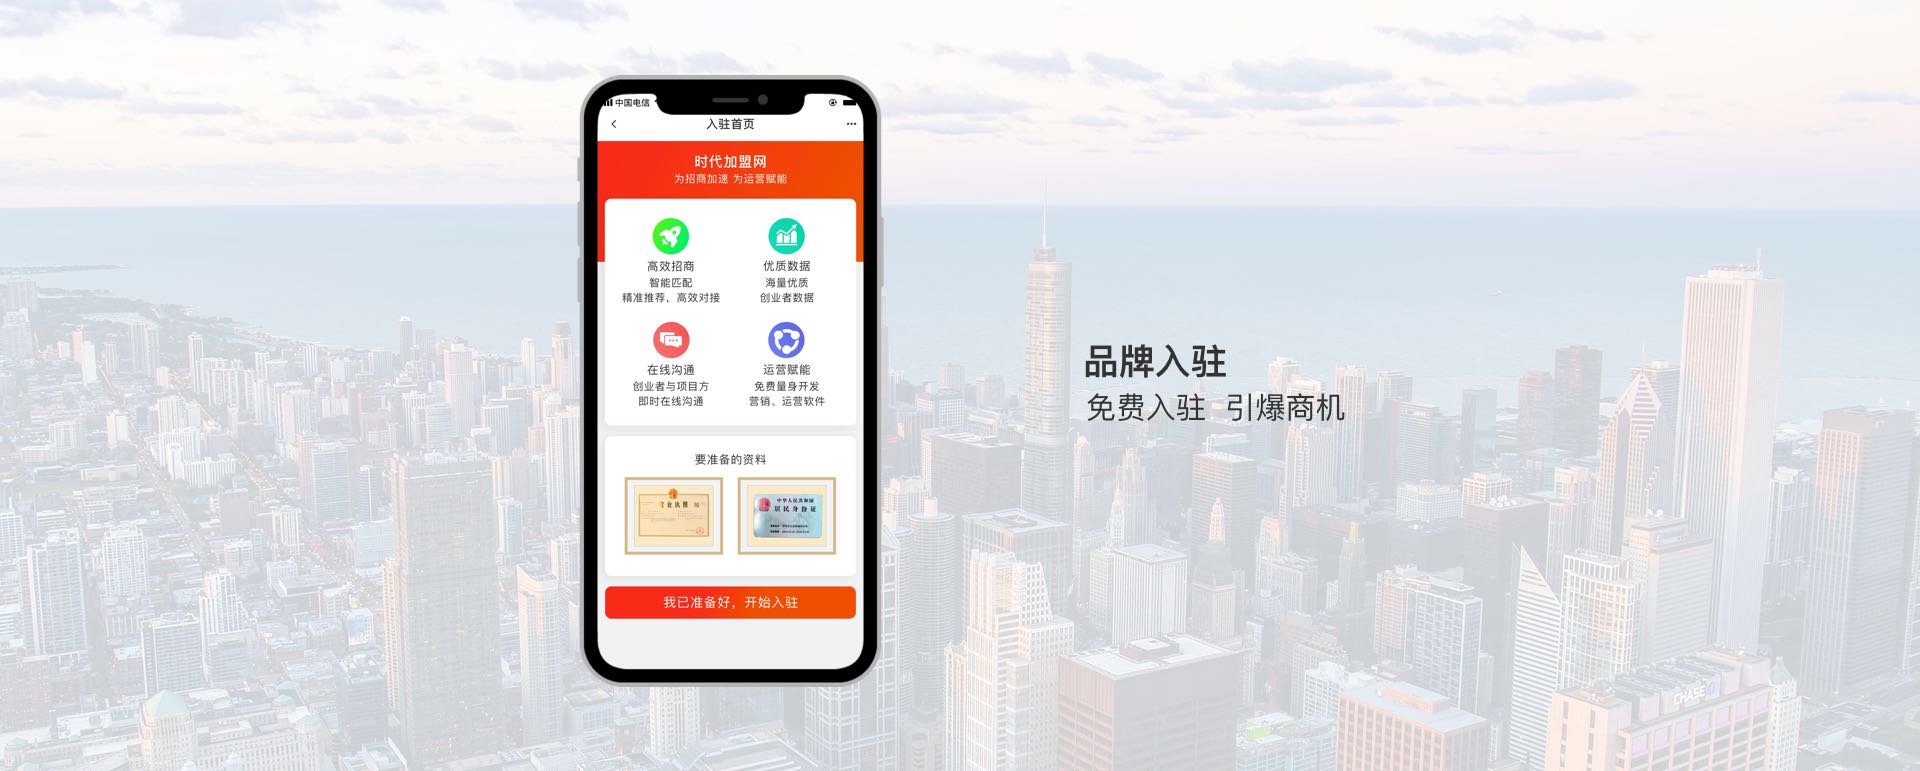 中国电信
入驻首页
时代加盟网
为招商加速 为运营赋能
高效招商
智能匹配
精准推荐，高效对接
优质数据
海量优质
创业者数据
在线沟通
创业者与项目方
即时在线沟通
运营赋能
免费量身开发
营销、运营软件
要准备的资料
营业执照
中华人民共和国
居民身份证
我已准备好，开始入驻
品牌入驻
免费入驻 引爆商机
CHASE